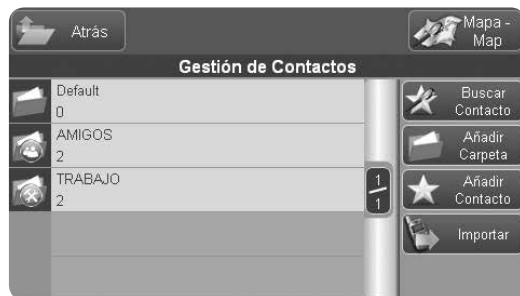 Atrás
Mapa -
Map
Gestión de Contactos
Default
0
AMIGOS
2
TRABAJO
2
1
1
Buscar
Contacto
Añadir
Carpeta
Añadir
Contacto
Importar